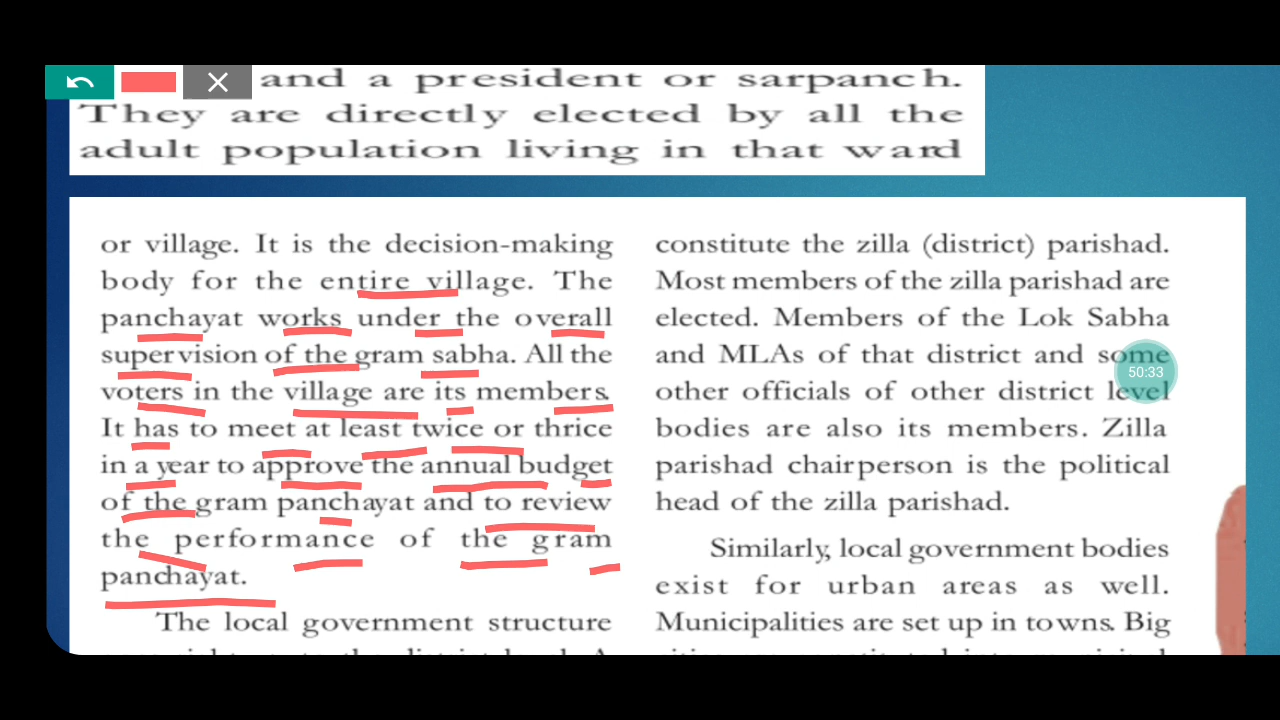 and a president or sarpanch.
They are directly elected by all the
adult population living in that ward
or village. It is the decision-making
body for the entire village. The
panchayat works under the overall
supervision of the gram sabha. All the
voters in the village are its members.
It has to meet at least twice or thrice
in a year to approve the annual budget
of the gram panchayat and to review
the performance of the gram
panchayat.
The local government structure
constitute the zilla (district) parishad.
Most members of the zilla parishad are
elected. Members of the Lok Sabha
and MLAs of that district and some
other officials of other district level
bodies are also its members. Zilla
parishad chairperson is the political
head of the zilla parishad.
Similarly, local government bodies
exist for urban areas as well.
Municipalities are set up in towns. Big
50:33